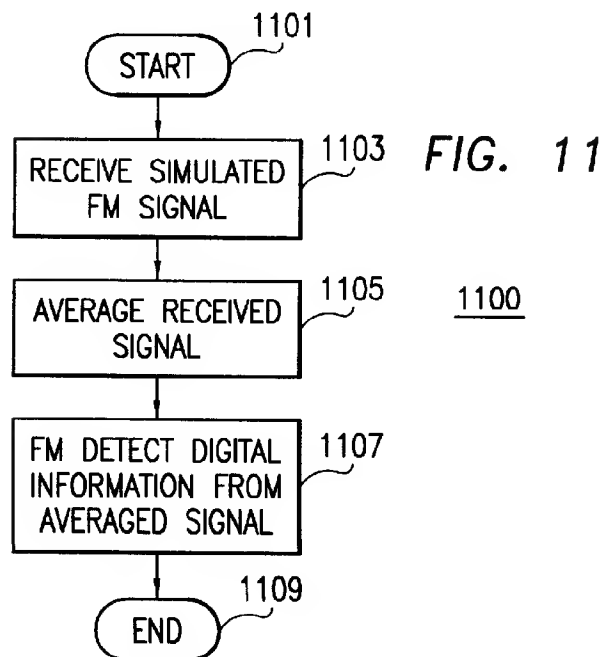 1101
START
1103
FIG. 11
RECEIVE SIMULATED
FM SIGNAL
1105
1100
AVERAGE RECEIVED
SIGNAL
1107
FM DETECT DIGITAL
INFORMATION FROM
AVERAGED SIGNAL
1109
END